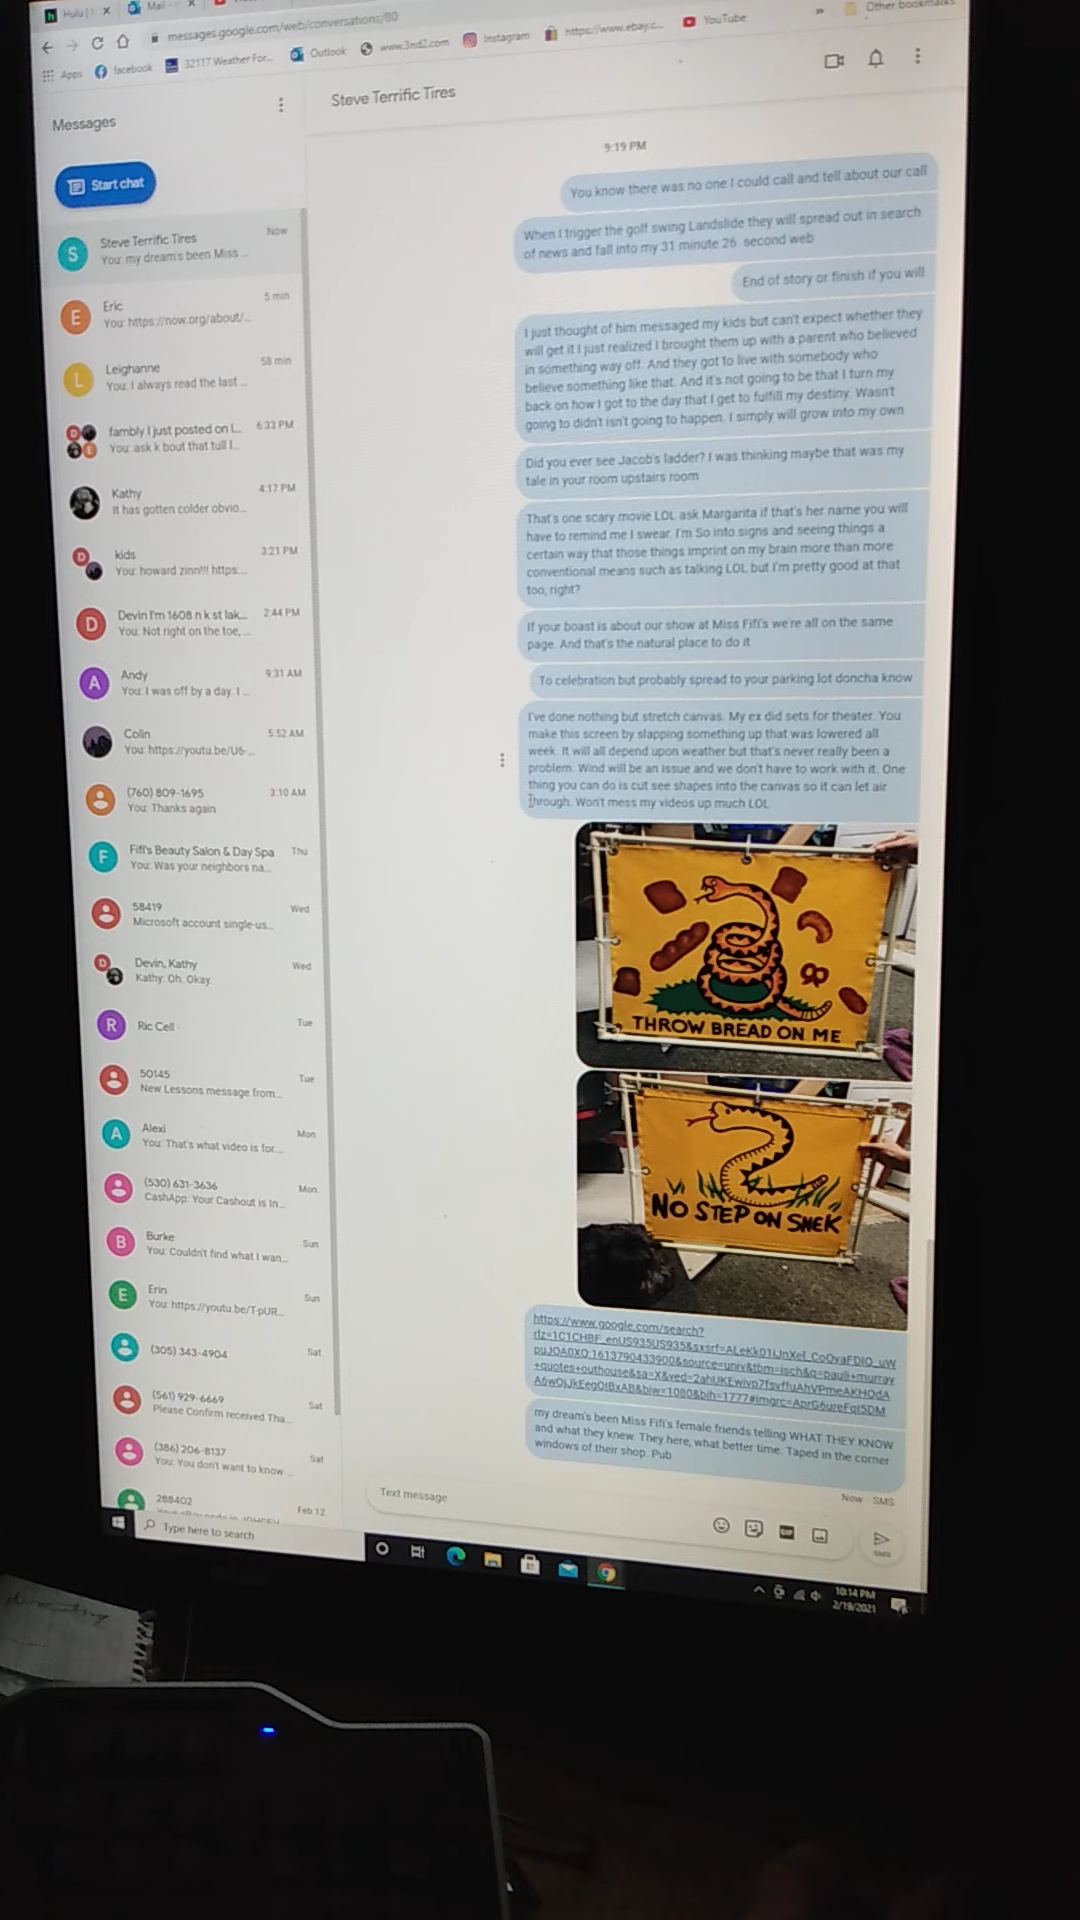 Hulu |
Mail -
messages.google.com/web/conversations/80
Apps
facebook
32117 Weather For...
Outlook
www.3nd2.com
Instagram
https://www.ebay.c...
YouTube
»
Other bookmarks
Messages
Start chat
Steve Terrific Tires
Now
You: my dream's been Miss ...
Eric
5 min
You: https://now.org/about/...
Leighanne
58 min
You: I always read the last ...
fambly I just posted on l...
6:33 PM
You: ask k bout that tull l...
Kathy
4:17 PM
It has gotten colder obvio...
kids
3:21 PM
You: howard zinn!!! https:...
Devin I'm 1608 n k st lak...
2:44 PM
You: Not right on the toe, ...
Andy
9:31 AM
You: I was off by a day. I ...
Colin
5:52 AM
You: https://youtu.be/U6-...
(760) 809-1695
3:10 AM
You: Thanks again
Fifi's Beauty Salon & Day Spa
Thu
You: Was your neighbors na...
58419
Wed
Microsoft account single-us...
Devin, Kathy
Wed
Kathy: Oh. Okay.
Ric Cell
Tue
50145
Tue
New Lessons message from...
Alexi
Mon
You: That's what video is for...
(530) 631-3636
Mon
CashApp: Your Cashout is In...
Burke
Sun
You: Couldn't find what I wan...
Erin
Sun
You: https://youtu.be/T-pUR...
(305) 343-4904
Sat
(561) 929-6669
Sat
Please Confirm received Tha...
(386) 206-8137
Sat
You: You don't want to know ...
288402
Feb 12
Steve Terrific Tires
9:19 PM
You know there was no one I could call and tell about our call
When I trigger the golf swing Landslide they will spread out in search
of news and fall into my 31 minute 26 second web
End of story or finish if you will
I just thought of him messaged my kids but can't expect whether they
will get it I just realized I brought them up with a parent who believed
in something way off. And they got to live with somebody who
believe something like that. And it's not going to be that I turn my
back on how I got to the day that I get to fulfill my destiny. Wasn't
going to didn't isn't going to happen. I simply will grow into my own
Did you ever see Jacob's ladder? I was thinking maybe that was my
tale in your room upstairs room
That's one scary movie LOL ask Margarita if that's her name you will
have to remind me I swear. I'm So into signs and seeing things a
certain way that those things imprint on my brain more than more
conventional means such as talking LOL but I'm pretty good at that
too, right?
If your boast is about our show at Miss Fifi's we're all on the same
page. And that's the natural place to do it
To celebration but probably spread to your parking lot doncha know
I've done nothing but stretch canvas. My ex did sets for theater. You
make this screen by slapping something up that was lowered all
week. It will all depend upon weather but that's never really been a
problem. Wind will be an issue and we don't have to work with it. One
thing you can do is cut see shapes into the canvas so it can let air
Through. Won't mess my videos up much LOL
THROW BREAD ON ME
NO STEP ON SNEK
https://www.google.com/search?
my dream's been Miss Fifi's female friends telling WHAT THEY KNOW
and what they knew. They here, what better time. Taped in the corner
windows of their shop. Pub
Now SMS
Text message
GIF
SMS
Type here to search
10:14 PM
2/19/2021